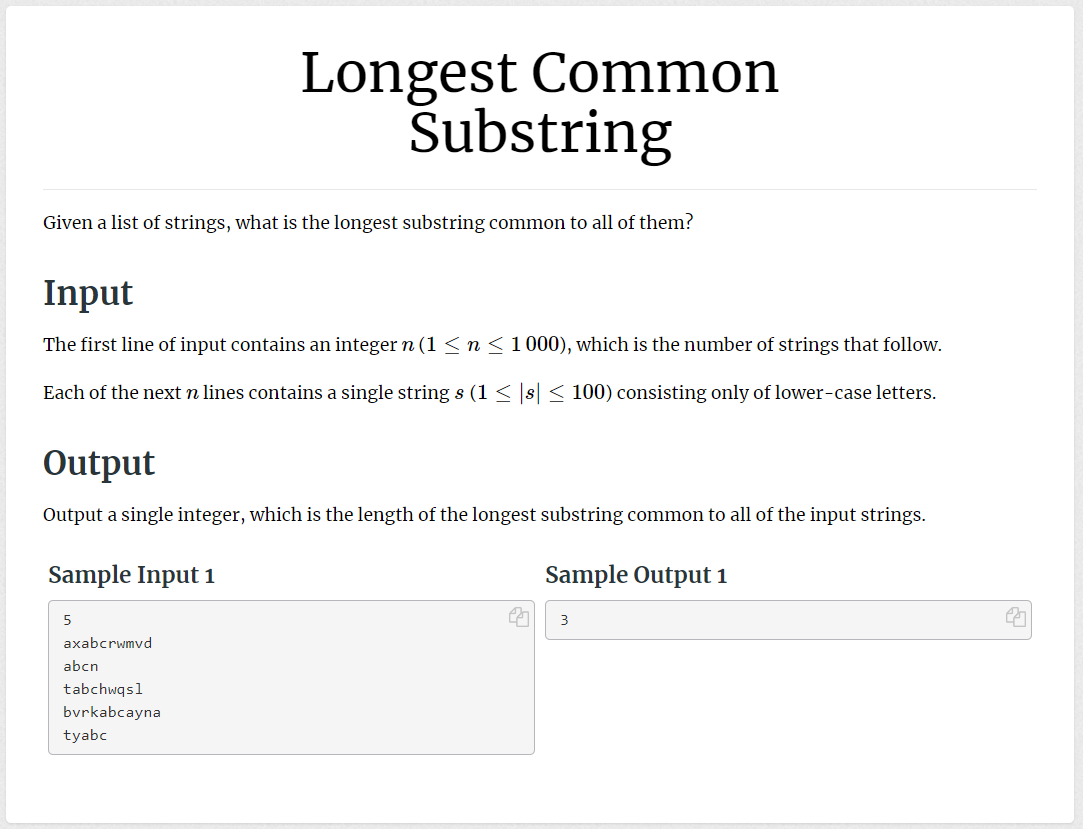 Longest Common
Substring
Given a list of strings, what is the longest substring common to all of them?
Input
The first line of input contains an integer n (1 ≤ n ≤ 1 000), which is the number of strings that follow.
Each of the next n lines contains a single string s (1 ≤ |s| ≤ 100) consisting only of lower-case letters.
Output
Output a single integer, which is the length of the longest substring common to all of the input strings.
Sample Input 1
5
axabcrwmvd
abcn
tabchwqsl
bvrkabcayna
tyabc
Sample Output 1
3